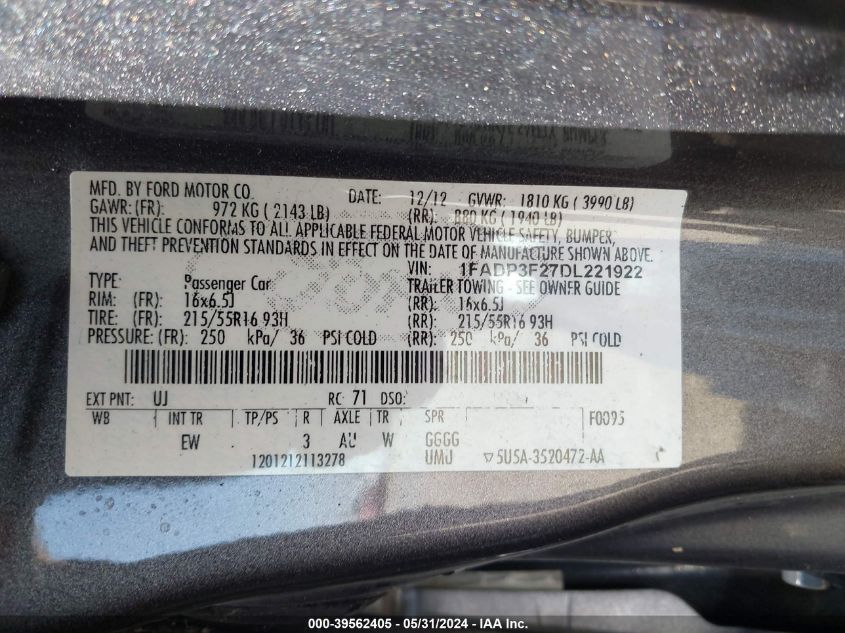 MFD. BY FORD MOTOR CO. DATE: 12/12 GVWR: 1810 KG ( 3990 LB)
GAWR: (FR): 972 KG ( 2143 LB) (RR): 880 KG ( 1940 LB)
THIS VEHICLE CONFORMS TO ALL APPLICABLE FEDERAL MOTOR VEHICLE SAFETY, BUMPER,
AND THEFT PREVENTION STANDARDS IN EFFECT ON THE DATE OF MANUFACTURE SHOWN ABOVE.
VIN: 1FADP3F27DL221922
TYPE: Passenger Car TRAILER TOWING - SEE OWNER GUIDE
RIM: (FR): 16x6.5J (RR): 16x6.5J
TIRE: (FR): 215/55R16 93H (RR): 215/55R16 93H
PRESSURE: (FR): 250 kPa/ 36 PSI COLD (RR): 250 kPa/ 36 PSI COLD
EXT PNT: UJ RC: 71 DSO:
WB INT TR TP/PS R AXLE TR SPR F0095
EW 3 AU W GGGG
1201212113278 UMJ ▽5U5A-3520472-AA
000-39562405 - 05/31/2024 - IAA Inc.